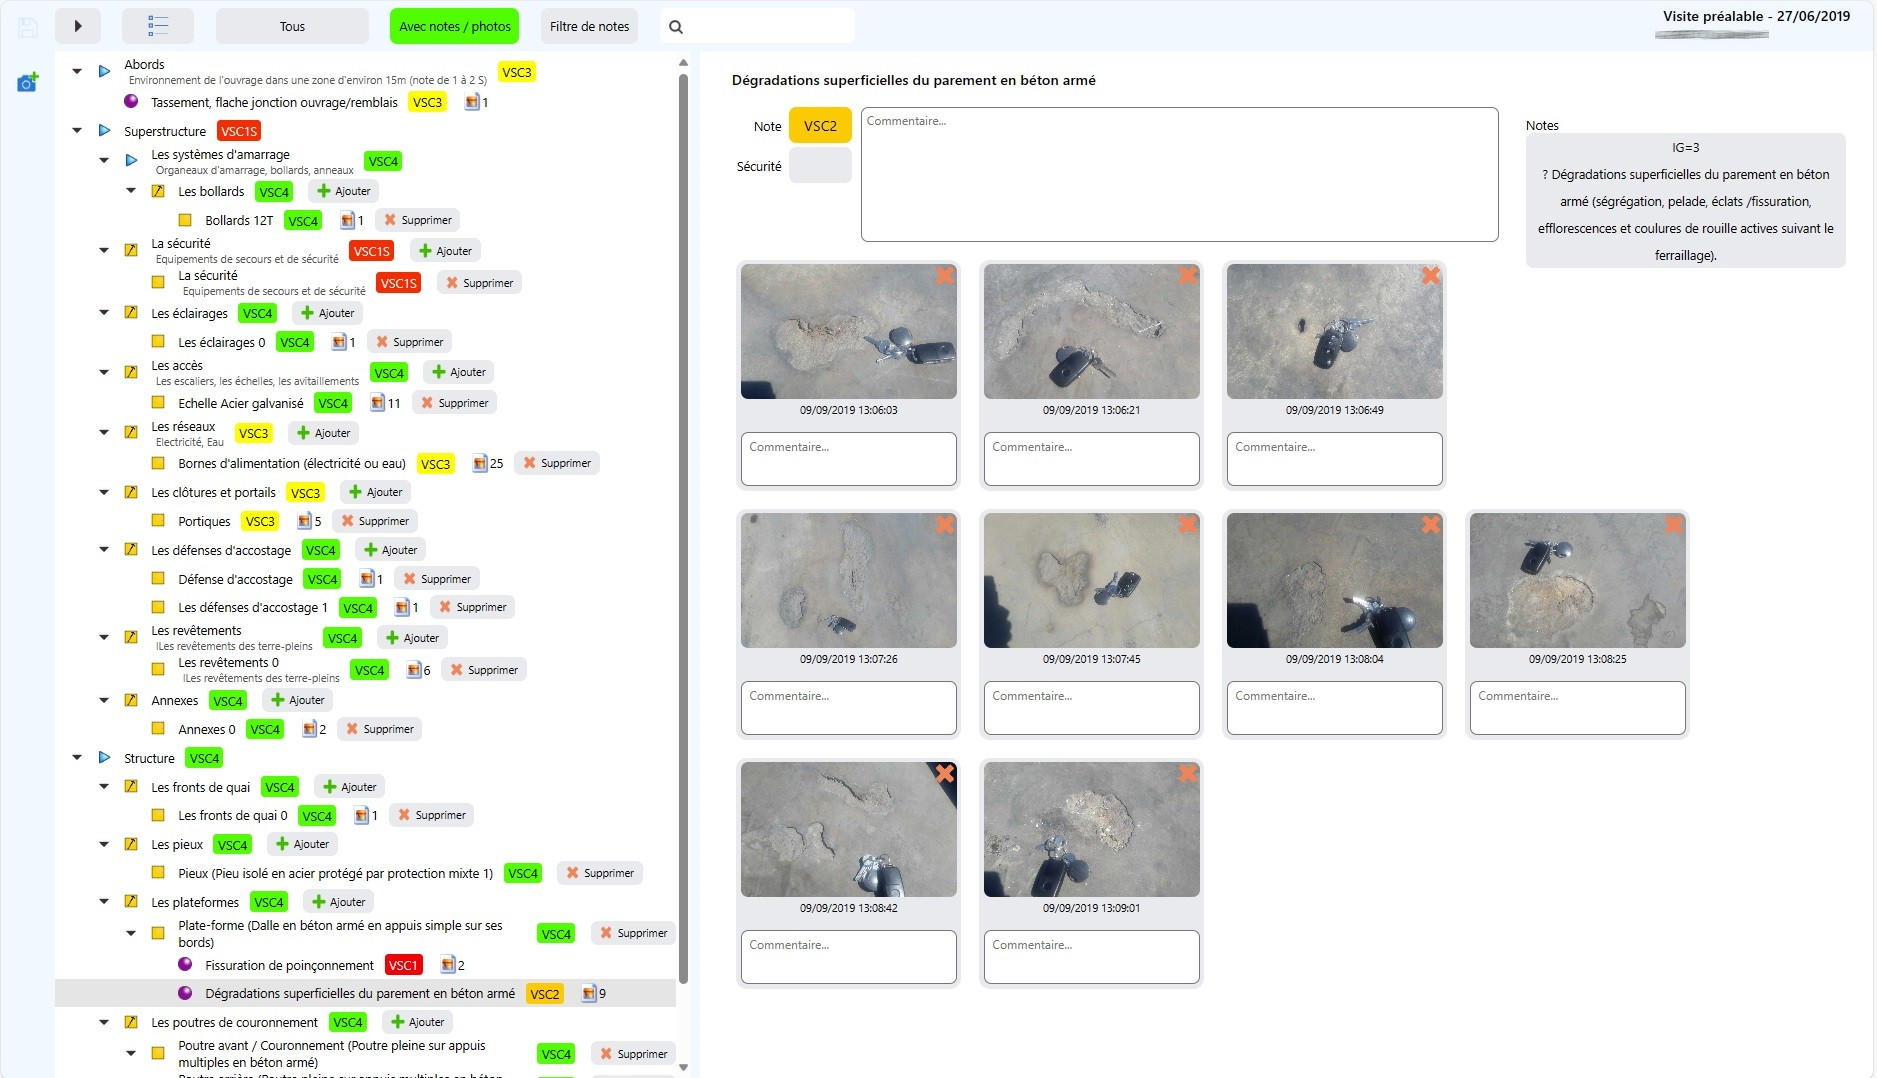 Tous
Avec notes / photos
Filtre de notes
Visite préalable - 27/06/2019
Abords
Environnement de l'ouvrage dans une zone d'environ 15m (note de 1 à 2 S)
VSC3
Tassement, flache jonction ouvrage/remblais VSC3 1
Superstructure VSC1S
Les systèmes d'amarrage
Organeaux d'amarrage, bollards, anneaux
VSC4
Les bollards VSC4 Ajouter
Bollards 12T VSC4 1 Supprimer
La sécurité
Equipements de secours et de sécurité
VSC1S Ajouter
La sécurité
Equipements de secours et de sécurité
VSC1S Supprimer
Les éclairages VSC4 Ajouter
Les éclairages 0 VSC4 1 Supprimer
Les accès
Les escaliers, les échelles, les avitaillements
VSC4 Ajouter
Echelle Acier galvanisé VSC4 11 Supprimer
Les réseaux
Electricité, Eau
VSC3 Ajouter
Bornes d'alimentation (électricité ou eau) VSC3 25 Supprimer
Les clôtures et portails VSC3 Ajouter
Portiques VSC3 5 Supprimer
Les défenses d'accostage VSC4 Ajouter
Défense d'accostage VSC4 1 Supprimer
Les défenses d'accostage 1 VSC4 1 Supprimer
Les revêtements
lLes revêtements des terre-pleins
VSC4 Ajouter
Les revêtements 0
lLes revêtements des terre-pleins
VSC4 6 Supprimer
Annexes VSC4 Ajouter
Annexes 0 VSC4 2 Supprimer
Structure VSC4
Les fronts de quai VSC4 Ajouter
Les fronts de quai 0 VSC4 1 Supprimer
Les pieux VSC4 Ajouter
Pieux (Pieu isolé en acier protégé par protection mixte 1) VSC4 Supprimer
Les plateformes VSC4 Ajouter
Plate-forme (Dalle en béton armé en appuis simple sur ses
bords)
VSC4 Supprimer
Fissuration de poinçonnement VSC1 2
Dégradations superficielles du parement en béton armé VSC2 9
Les poutres de couronnement VSC4 Ajouter
Poutre avant / Couronnement (Poutre pleine sur appuis
multiples en béton armé)
VSC4 Supprimer
Dégradations superficielles du parement en béton armé
Note VSC2
Commentaire...
Sécurité
Notes
IG=3
? Dégradations superficielles du parement en béton
armé (ségrégation, pelade, éclats /fissuration,
efflorescences et coulures de rouille actives suivant le
ferraillage).
09/09/2019 13:06:03
09/09/2019 13:06:21
09/09/2019 13:06:49
Commentaire...
Commentaire...
Commentaire...
09/09/2019 13:07:26
09/09/2019 13:07:45
09/09/2019 13:08:04
09/09/2019 13:08:25
Commentaire...
Commentaire...
Commentaire...
Commentaire...
09/09/2019 13:08:42
09/09/2019 13:09:01
Commentaire...
Commentaire...